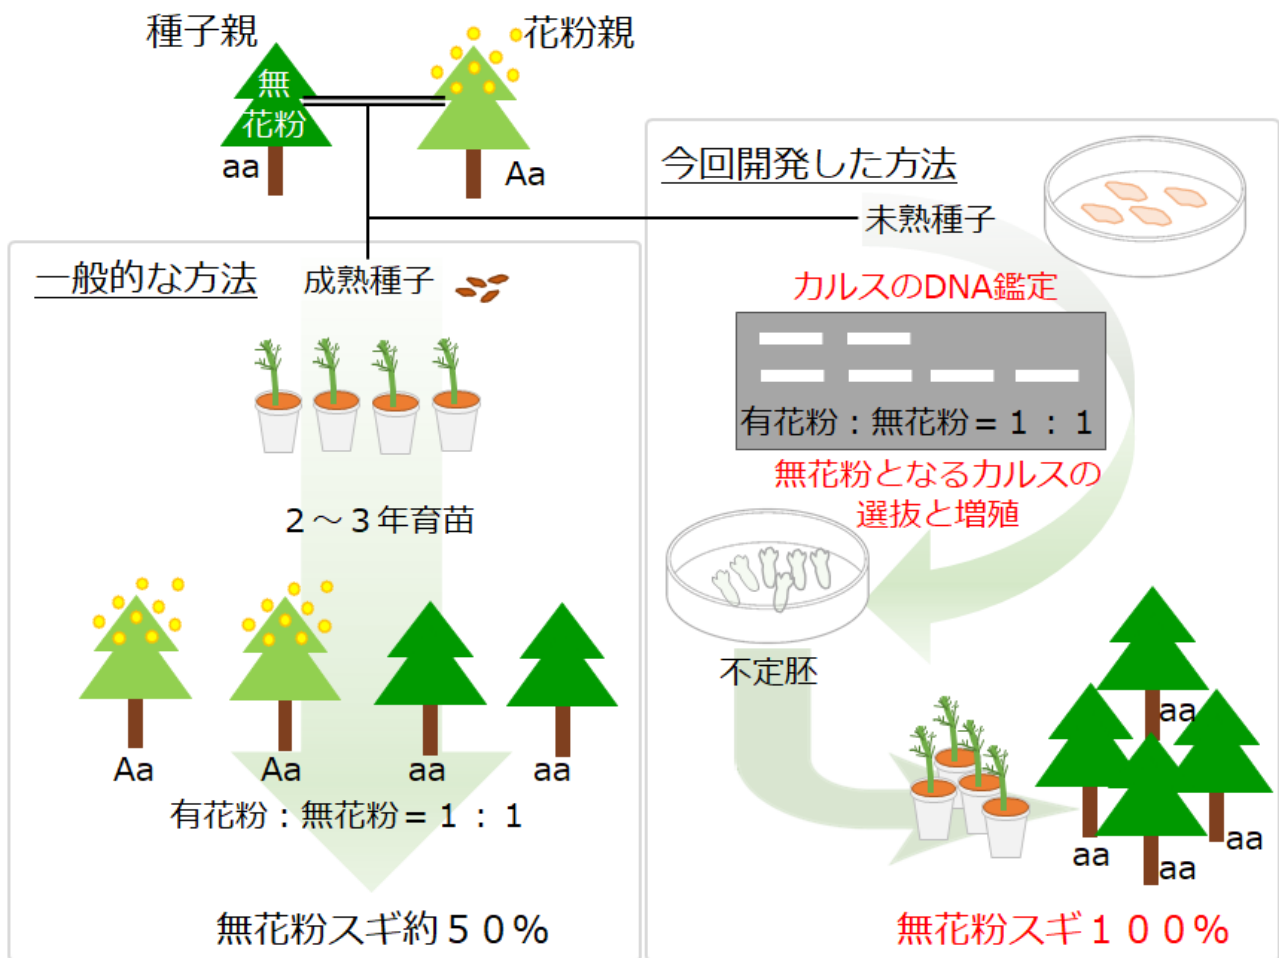 種子親
花粉親
無
花粉
aa
Aa
一般的な方法
成熟種子
2~3年育苗
Aa
Aa
aa
aa
有花粉:無花粉=1:1
無花粉スギ約50%
今回開発した方法
未熟種子
カルスのDNA鑑定
有花粉:無花粉=1:1
無花粉となるカルスの
選抜と増殖
不定胚
aa
aa
aa
aa
無花粉スギ100%